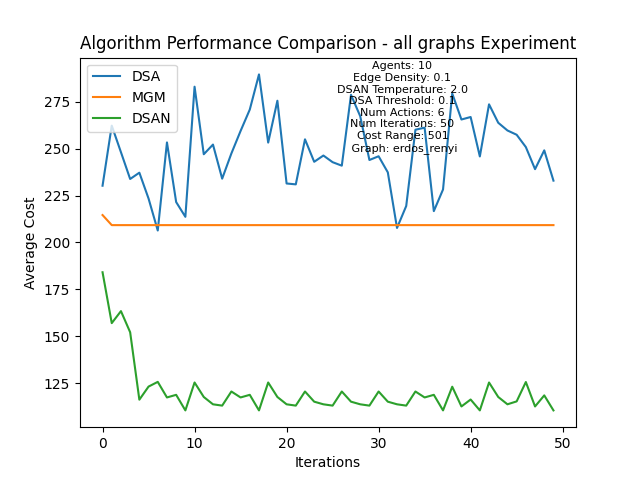 Algorithm Performance Comparison - all graphs Experiment
DSA
MGM
DSAN
Agents: 10
Edge Density: 0.1
DSAN Temperature: 2.0
DSA Threshold: 0.1
Num Actions: 6
Num Iterations: 50
Cost Range: 501
Graph: erdos_renyi
Average Cost
275
250
225
200
175
150
125
0 10 20 30 40 50
Iterations